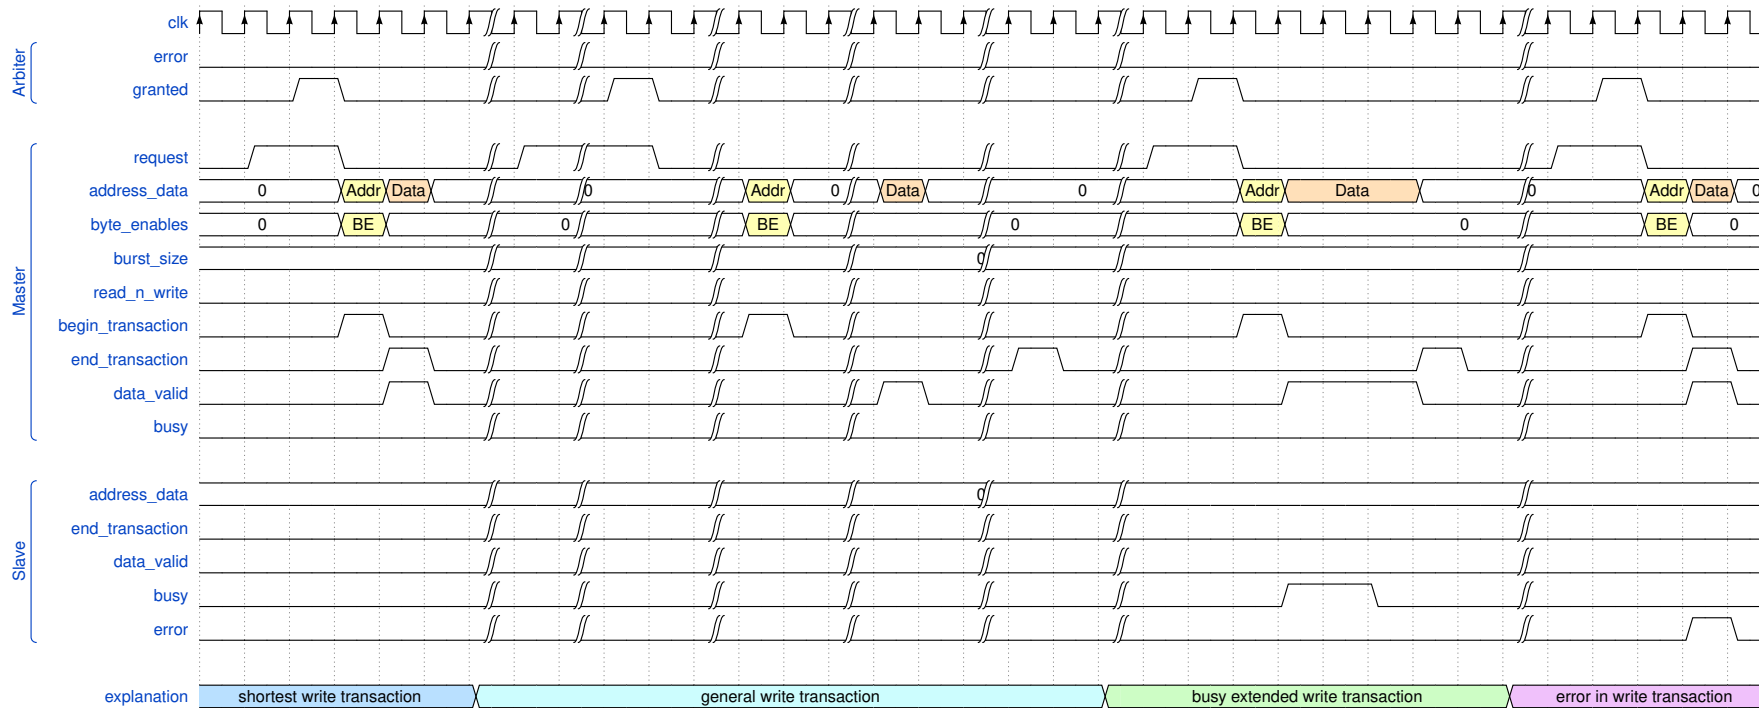 clk
Arbiter
error
granted
Master
request
address_data 0 Addr Data 0 Addr 0 Data 0 Addr Data 0 Addr Data 0
byte_enables 0 BE 0 BE 0 BE 0 BE 0
burst_size 0
read_n_write
begin_transaction
end_transaction
data_valid
busy
Slave
address_data 0
end_transaction
data_valid
busy
error
explanation shortest write transaction general write transaction busy extended write transaction error in write transaction